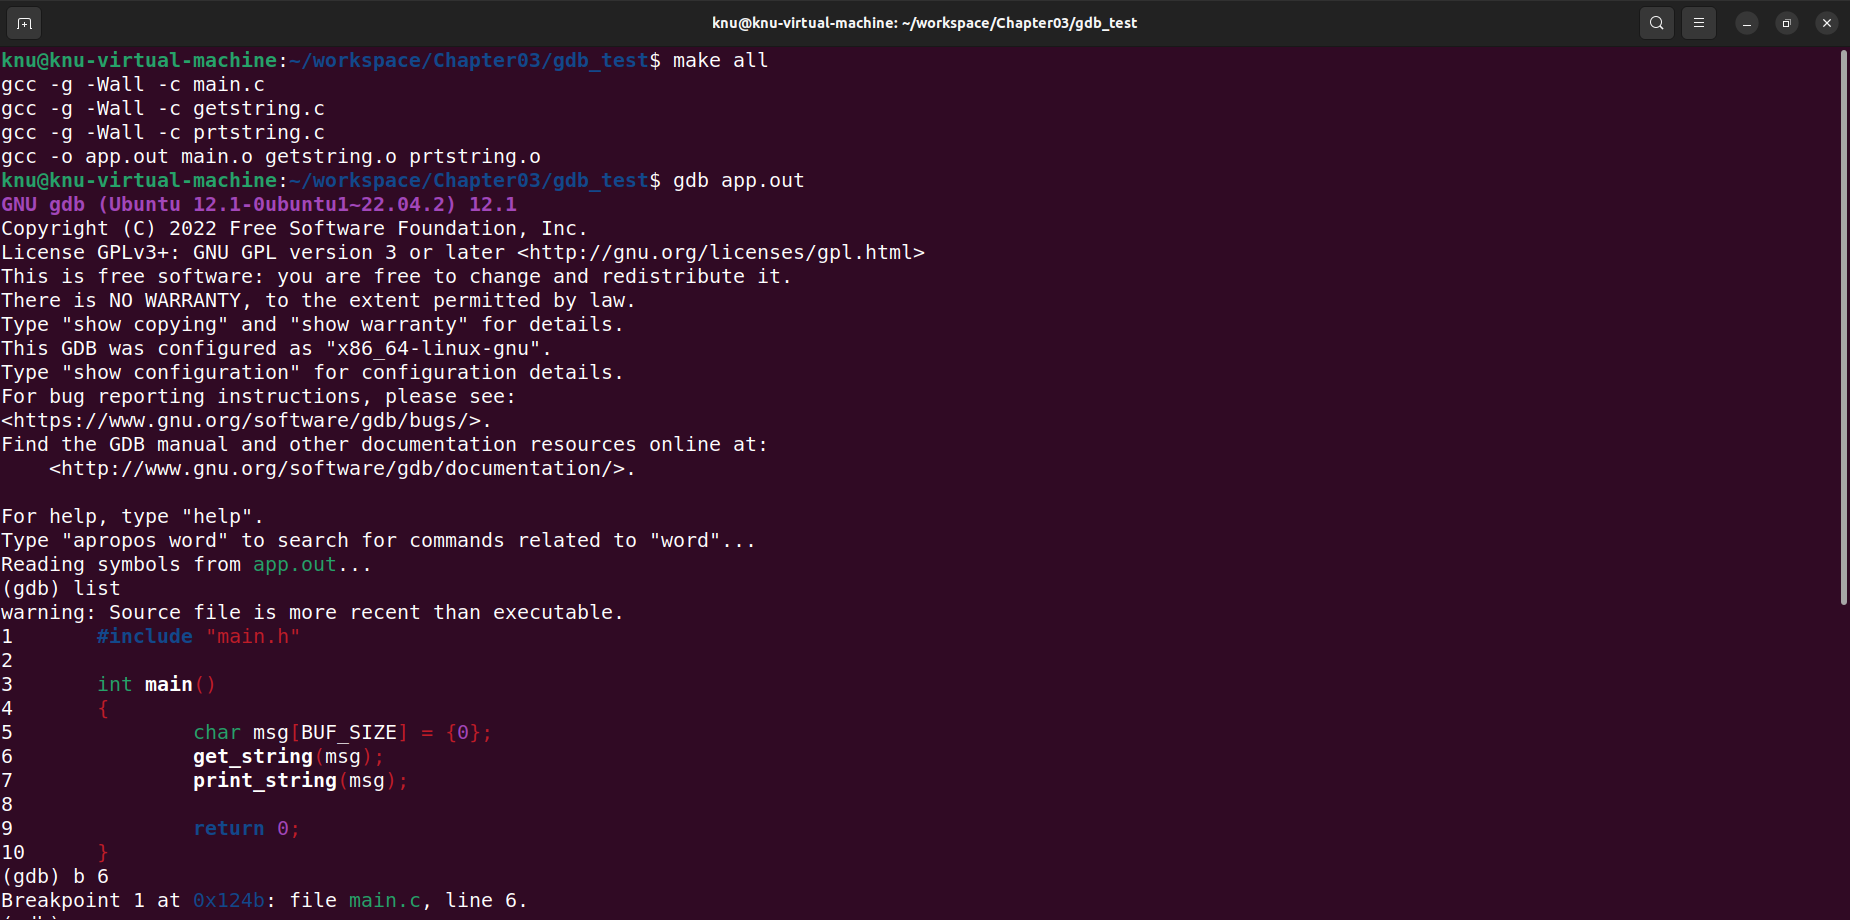 knu@knu-virtual-machine: ~/workspace/Chapter03/gdb_test
knu@knu-virtual-machine:~/workspace/Chapter03/gdb_test$ make all
gcc -g -Wall -c main.c
gcc -g -Wall -c getstring.c
gcc -g -Wall -c prtstring.c
gcc -o app.out main.o getstring.o prtstring.o
knu@knu-virtual-machine:~/workspace/Chapter03/gdb_test$ gdb app.out
GNU gdb (Ubuntu 12.1-0ubuntu1~22.04.2) 12.1
Copyright (C) 2022 Free Software Foundation, Inc.
License GPLv3+: GNU GPL version 3 or later <http://gnu.org/licenses/gpl.html>
This is free software: you are free to change and redistribute it.
There is NO WARRANTY, to the extent permitted by law.
Type "show copying" and "show warranty" for details.
This GDB was configured as "x86_64-linux-gnu".
Type "show configuration" for configuration details.
For bug reporting instructions, please see:
<https://www.gnu.org/software/gdb/bugs/>.
Find the GDB manual and other documentation resources online at:
    <http://www.gnu.org/software/gdb/documentation/>.

For help, type "help".
Type "apropos word" to search for commands related to "word"...
Reading symbols from app.out...
(gdb) list
warning: Source file is more recent than executable.
1       #include "main.h"
2
3       int main()
4       {
5               char msg[BUF_SIZE] = {0};
6               get_string(msg);
7               print_string(msg);
8
9               return 0;
10      }
(gdb) b 6
Breakpoint 1 at 0x124b: file main.c, line 6.